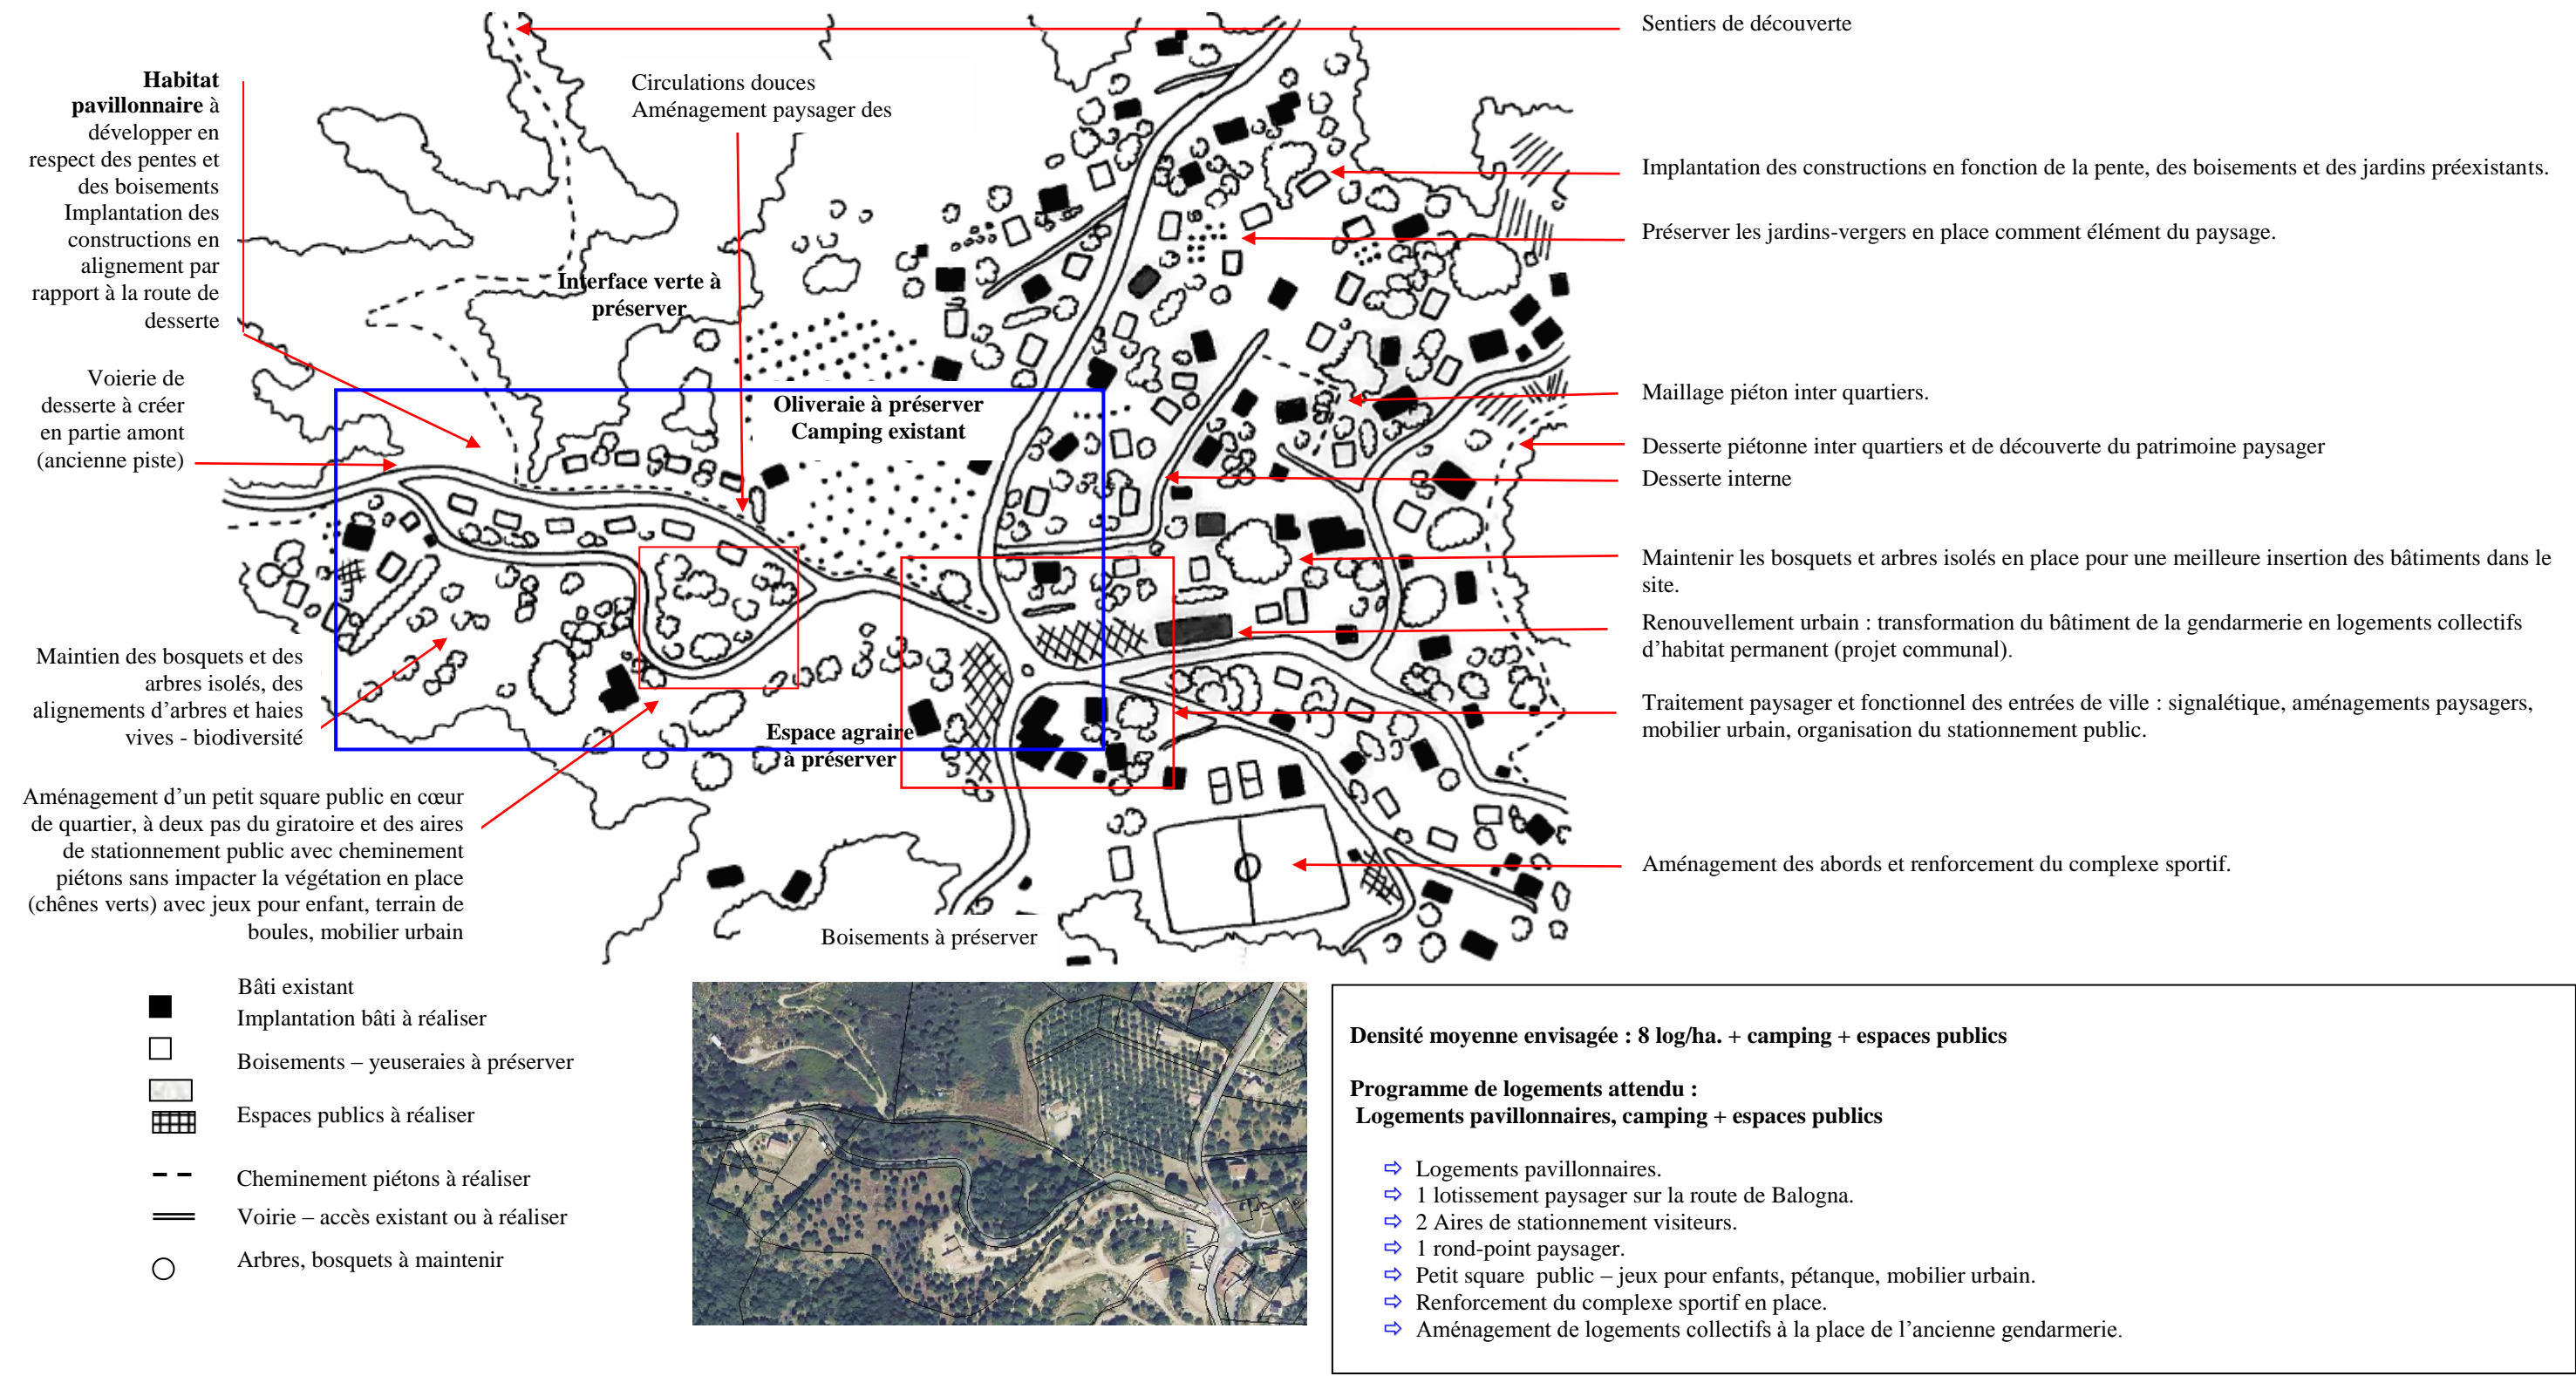 Sentiers de découverte
Habitat
pavillonnaire à
développer en
respect des pentes et
des boisements
Implantation des
constructions en
alignement par
rapport à la route de
desserte
Circulations douces
Aménagement paysager des
Implantation des constructions en fonction de la pente, des boisements et des jardins préexistants.
Préserver les jardins-vergers en place comment élément du paysage.
Interface verte à
préserver
Voierie de
desserte à créer
en partie amont
(ancienne piste)
Oliveraie à préserver
Camping existant
Maillage piéton inter quartiers.
Desserte piétonne inter quartiers et de découverte du patrimoine paysager
Desserte interne
Maintenir les bosquets et arbres isolés en place pour une meilleure insertion des bâtiments dans le
site.
Renouvellement urbain : transformation du bâtiment de la gendarmerie en logements collectifs
d’habitat permanent (projet communal).
Maintien des bosquets et des
arbres isolés, des
alignements d’arbres et haies
vives - biodiversité
Traitement paysager et fonctionnel des entrées de ville : signalétique, aménagements paysagers,
mobilier urbain, organisation du stationnement public.
Espace agraire
à préserver
Aménagement d’un petit square public en cœur
de quartier, à deux pas du giratoire et des aires
de stationnement public avec cheminement
piétons sans impacter la végétation en place
(chênes verts) avec jeux pour enfant, terrain de
boules, mobilier urbain
Aménagement des abords et renforcement du complexe sportif.
Boisements à préserver
Bâti existant
Implantation bâti à réaliser
Boisements – yeuseraies à préserver
Espaces publics à réaliser
Cheminement piétons à réaliser
Voirie – accès existant ou à réaliser
Arbres, bosquets à maintenir
Densité moyenne envisagée : 8 log/ha. + camping + espaces publics
Programme de logements attendu :
Logements pavillonnaires, camping + espaces publics
⇨ Logements pavillonnaires.
⇨ 1 lotissement paysager sur la route de Balogna.
⇨ 2 Aires de stationnement visiteurs.
⇨ 1 rond-point paysager.
⇨ Petit square public – jeux pour enfants, pétanque, mobilier urbain.
⇨ Renforcement du complexe sportif en place.
⇨ Aménagement de logements collectifs à la place de l’ancienne gendarmerie.